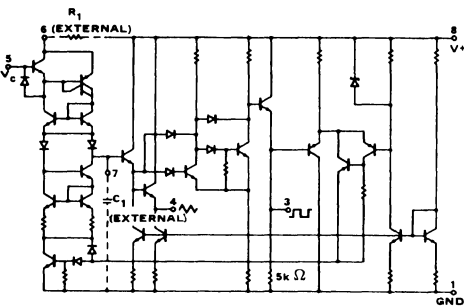 R1
6 (EXTERNAL)
8
V+
5
VC
7
C1
(EXTERNAL)
4
3
5k Ω
1
GND